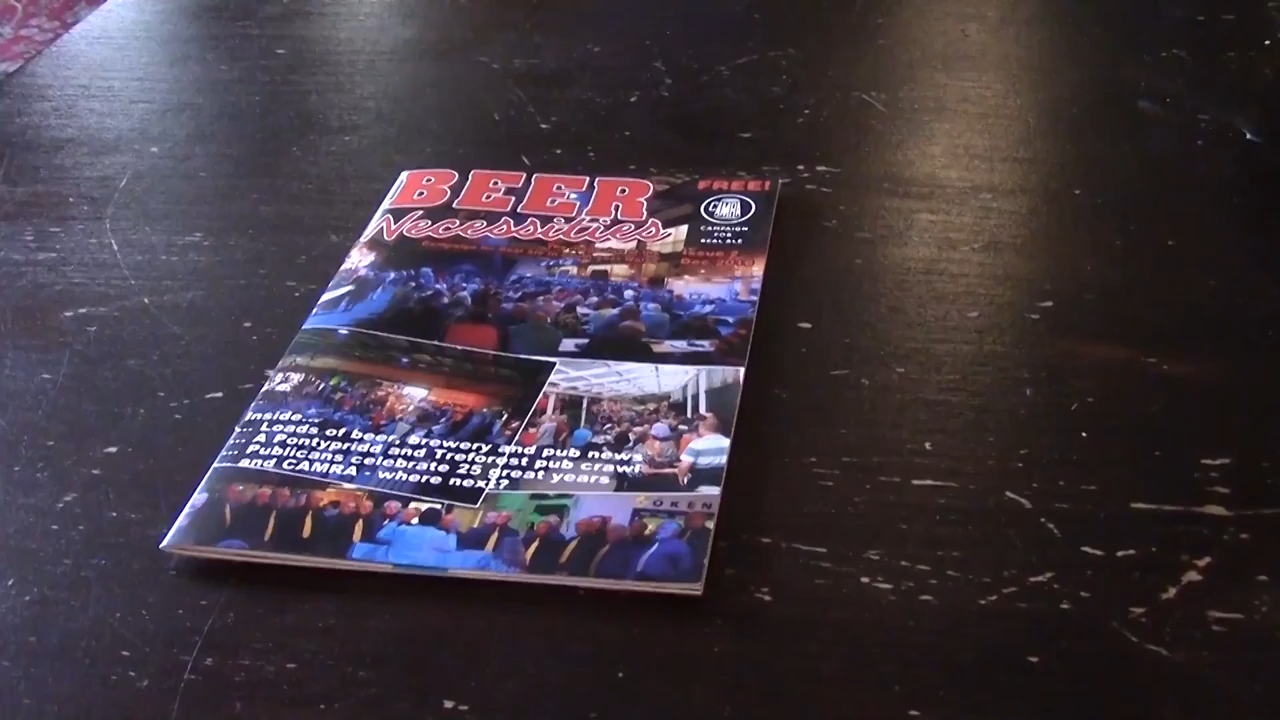 BEER
Necessities
FREE!
CAMRA
CAMPAIGN
FOR
REAL ALE
Inside...
... Loads of beer, brewery and pub news
... A Pontypridd and Treforest pub crawl
... Publicans celebrate 25 great years
and CAMRA - where next?
OKEN